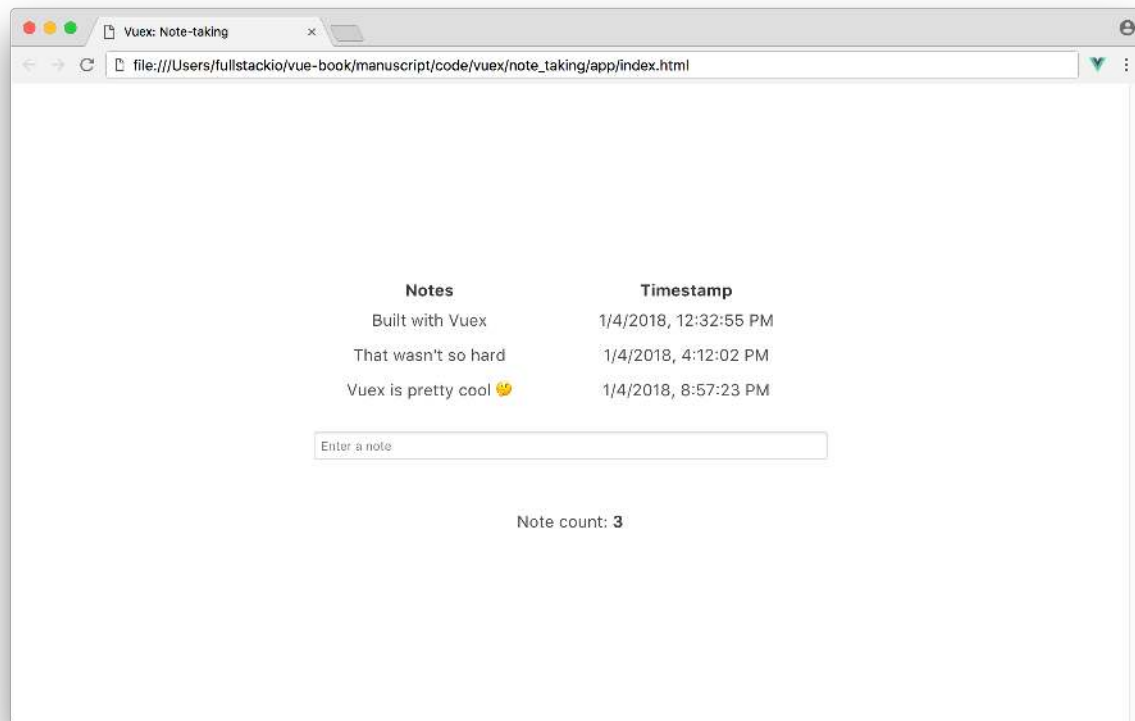 Vuex: Note-taking
file:///Users/fullstackio/vue-book/manuscript/code/vuex/note_taking/app/index.html
Notes Timestamp
Built with Vuex 1/4/2018, 12:32:55 PM
That wasn't so hard 1/4/2018, 4:12:02 PM
Vuex is pretty cool 🤔 1/4/2018, 8:57:23 PM
Enter a note
Note count: 3